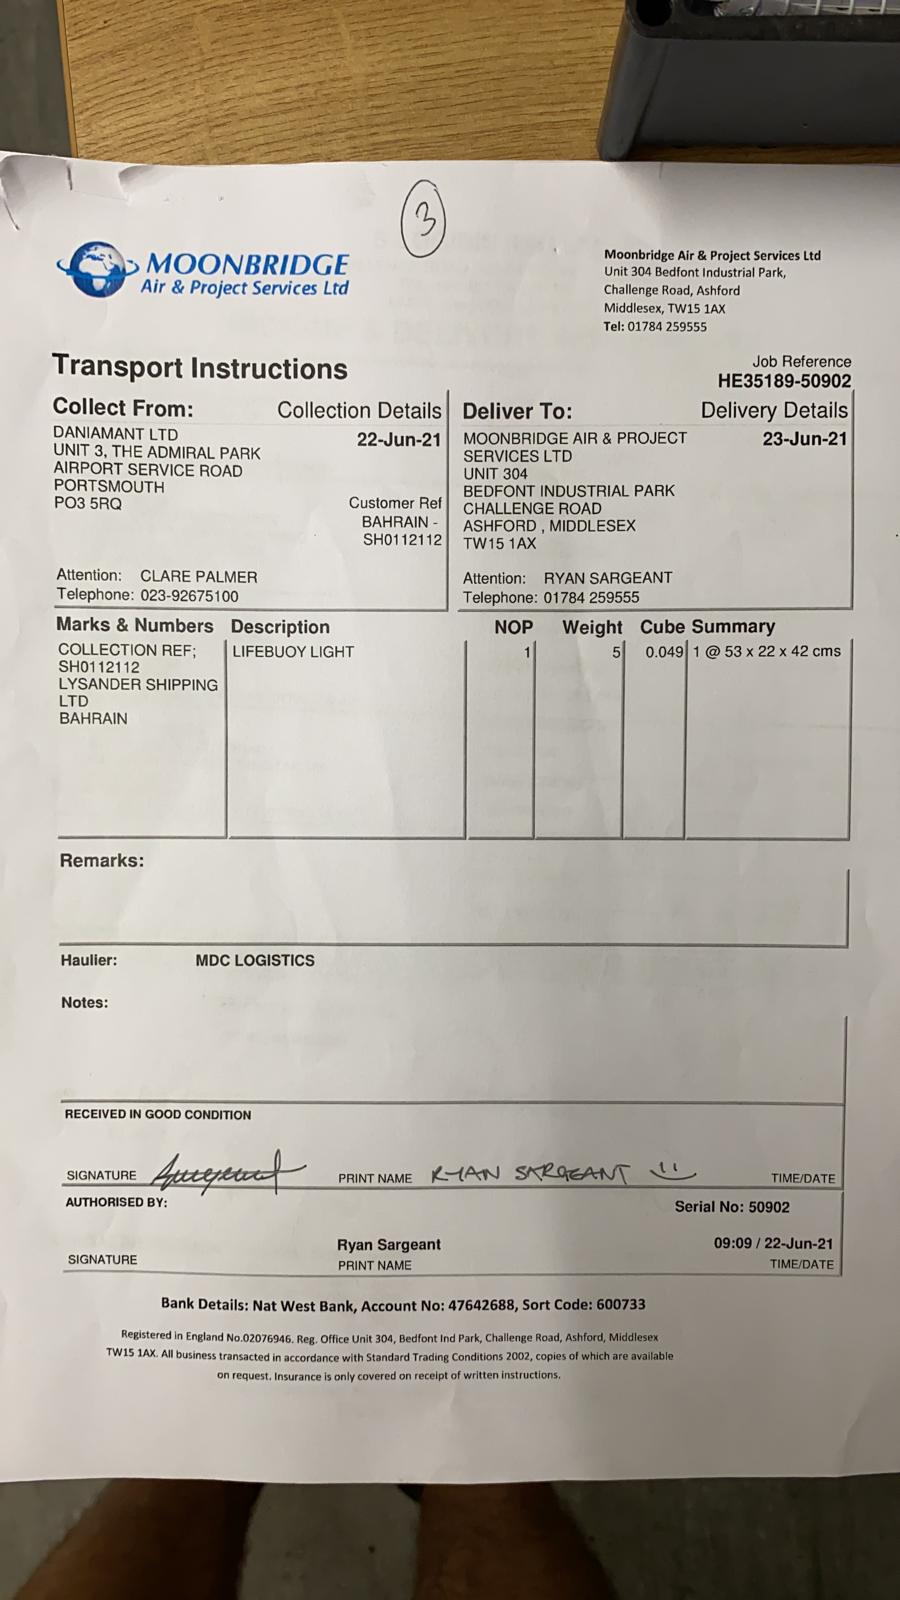 3
MOONBRIDGE
Air & Project Services Ltd
Moonbridge Air & Project Services Ltd
Unit 304 Bedfont Industrial Park,
Challenge Road, Ashford
Middlesex, TW15 1AX
Tel: 01784 259555
Transport Instructions
Job Reference
HE35189-50902
Collect From: Collection Details
22-Jun-21
DANIAMANT LTD
UNIT 3, THE ADMIRAL PARK
AIRPORT SERVICE ROAD
PORTSMOUTH
PO3 5RQ
Customer Ref
BAHRAIN -
SH0112112
Attention: CLARE PALMER
Telephone: 023-92675100
Deliver To: Delivery Details
23-Jun-21
MOONBRIDGE AIR & PROJECT
SERVICES LTD
UNIT 304
BEDFONT INDUSTRIAL PARK
CHALLENGE ROAD
ASHFORD , MIDDLESEX
TW15 1AX
Attention: RYAN SARGEANT
Telephone: 01784 259555
Marks & Numbers Description NOP Weight Cube Summary
COLLECTION REF; LIFEBUOY LIGHT 1 5 0.049 1 @ 53 x 22 x 42 cms
SH0112112
LYSANDER SHIPPING
LTD
BAHRAIN
Remarks:
Haulier: MDC LOGISTICS
Notes:
RECEIVED IN GOOD CONDITION
SIGNATURE PRINT NAME RYAN SARGEANT TIME/DATE
AUTHORISED BY: Serial No: 50902
Ryan Sargeant 09:09 / 22-Jun-21
SIGNATURE PRINT NAME TIME/DATE
Bank Details: Nat West Bank, Account No: 47642688, Sort Code: 600733
Registered in England No.02076946. Reg. Office Unit 304, Bedfont Ind Park, Challenge Road, Ashford, Middlesex
TW15 1AX. All business transacted in accordance with Standard Trading Conditions 2002, copies of which are available
on request. Insurance is only covered on receipt of written instructions.